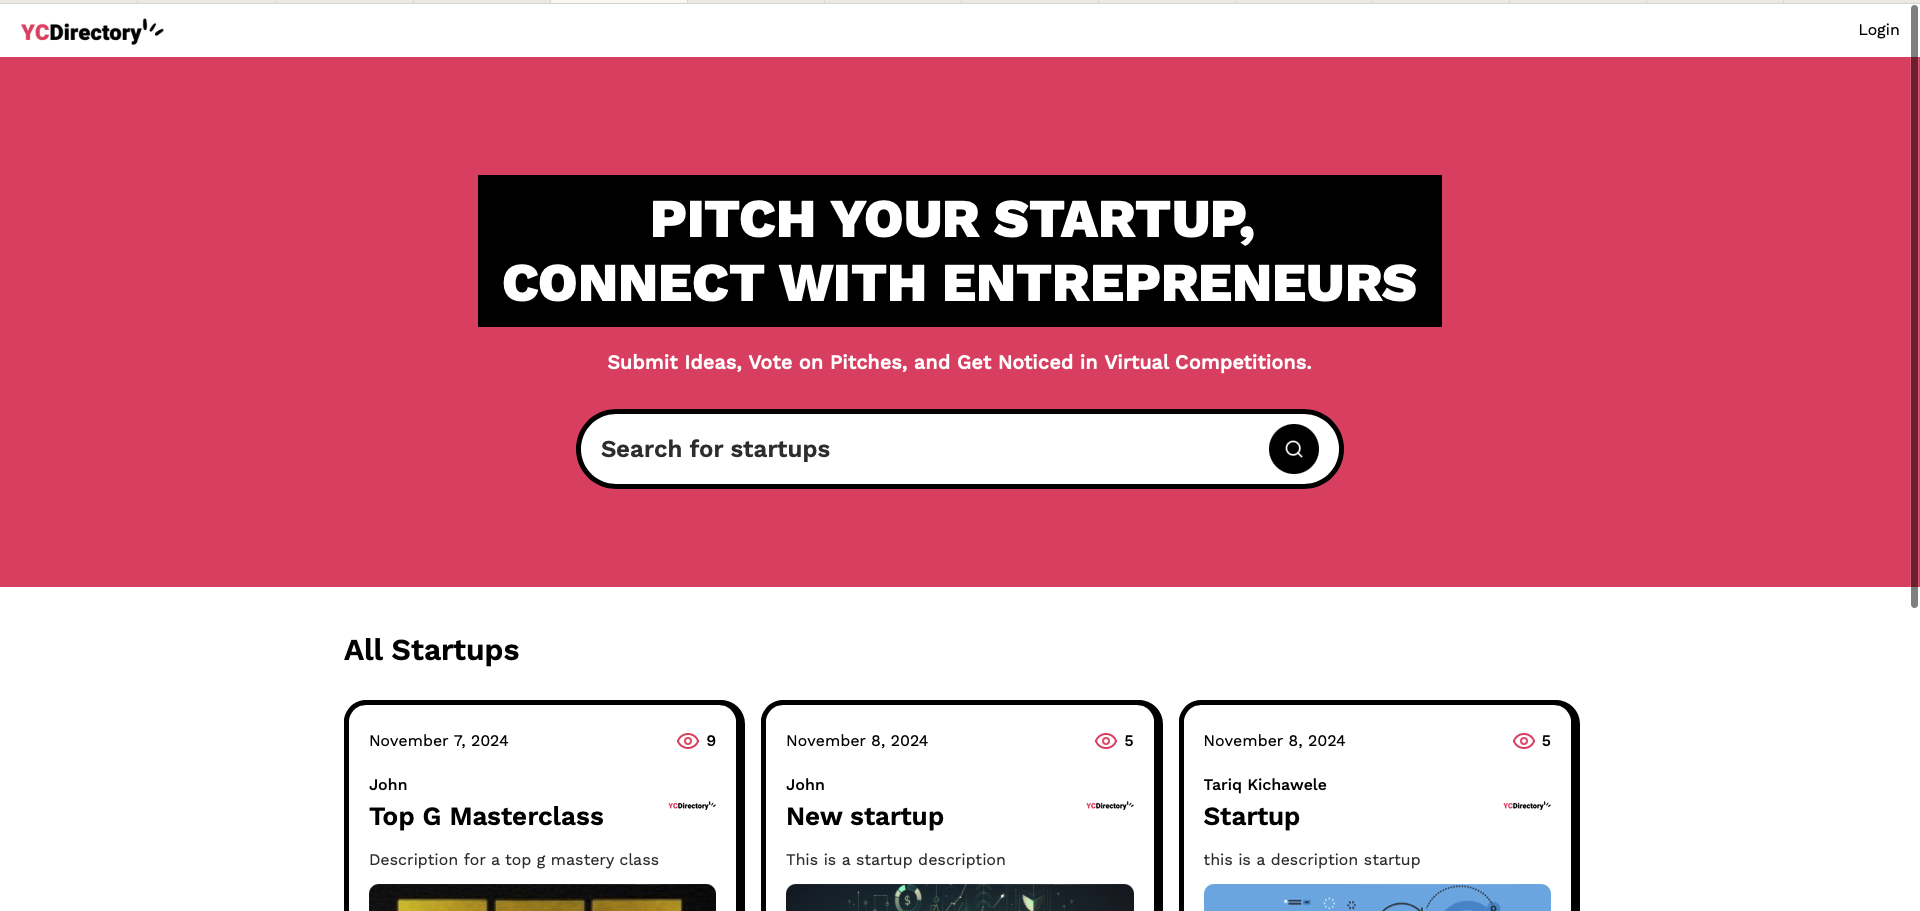 YCDirectory
Login
PITCH YOUR STARTUP,
CONNECT WITH ENTREPRENEURS
Submit Ideas, Vote on Pitches, and Get Noticed in Virtual Competitions.
Search for startups
All Startups
November 7, 2024
9
John
Top G Masterclass
YCDirectory
Description for a top g mastery class
November 8, 2024
5
John
New startup
YCDirectory
This is a startup description
$
November 8, 2024
5
Tariq Kichawele
Startup
YCDirectory
this is a description startup